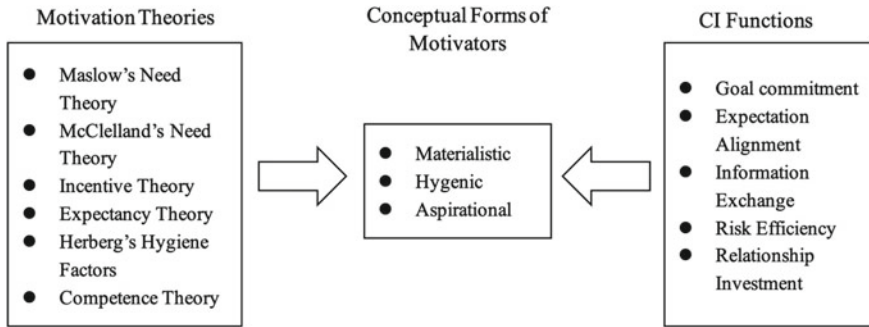 Motivation Theories
● Maslow's Need
Theory
● McClelland's Need
Theory
● Incentive Theory
● Expectancy Theory
● Herberg's Hygiene
Factors
● Competence Theory
Conceptual Forms of
Motivators
● Materialistic
● Hygenic
● Aspirational
CI Functions
● Goal commitment
● Expectation
Alignment
● Information
Exchange
● Risk Efficiency
● Relationship
Investment